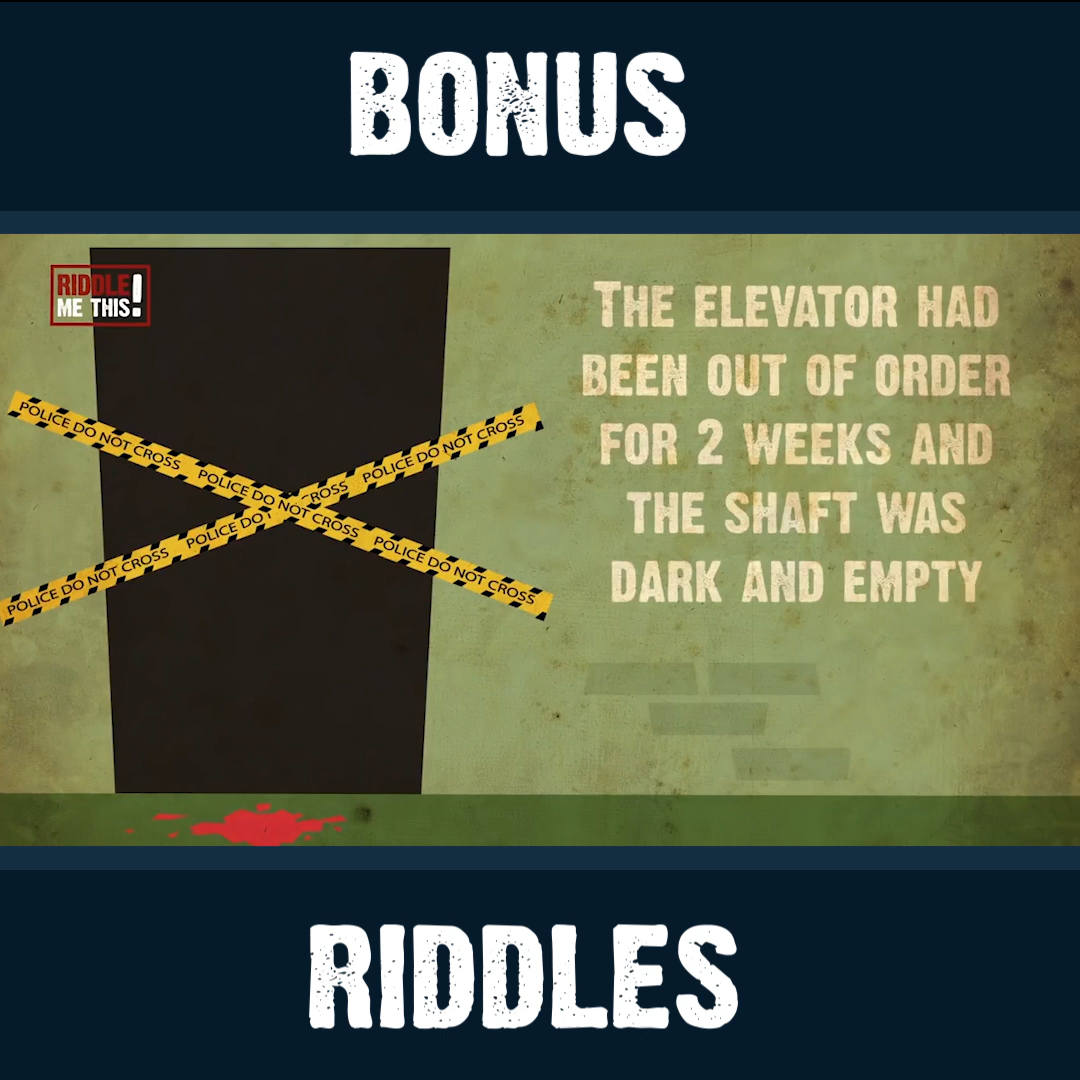 BONUS
RIDDLE
ME THIS!
THE ELEVATOR HAD
BEEN OUT OF ORDER
FOR 2 WEEKS AND
THE SHAFT WAS
DARK AND EMPTY
POLICE DO NOT CROSS POLICE DO NOT CROSS POLICE DO NOT CROSS
POLICE DO NOT CROSS POLICE DO CROSS POLICE DO NOT CROSS
RIDDLES